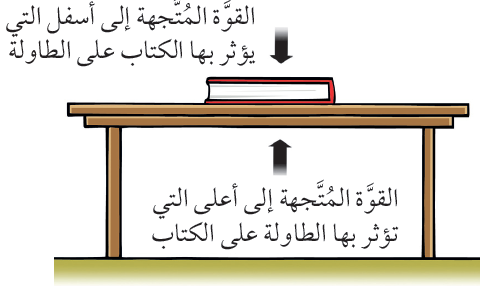 القوَّة المُتَّجهة إلى أسفل التي
يؤثر بها الكتاب على الطاولة
القوَّة المُتَّجهة إلى أعلى التي
تؤثر بها الطاولة على الكتاب